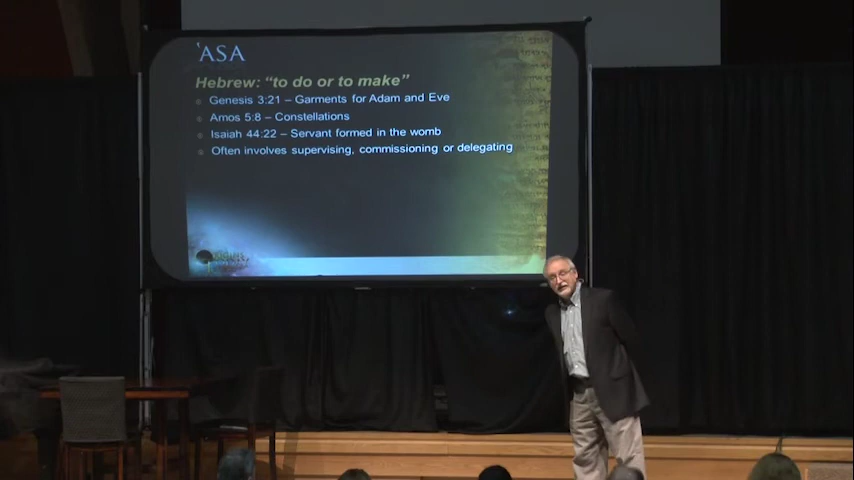 'ASA
Hebrew: “to do or to make”
Genesis 3:21 – Garments for Adam and Eve
Amos 5:8 – Constellations
Isaiah 44:22 – Servant formed in the womb
Often involves supervising, commissioning or delegating